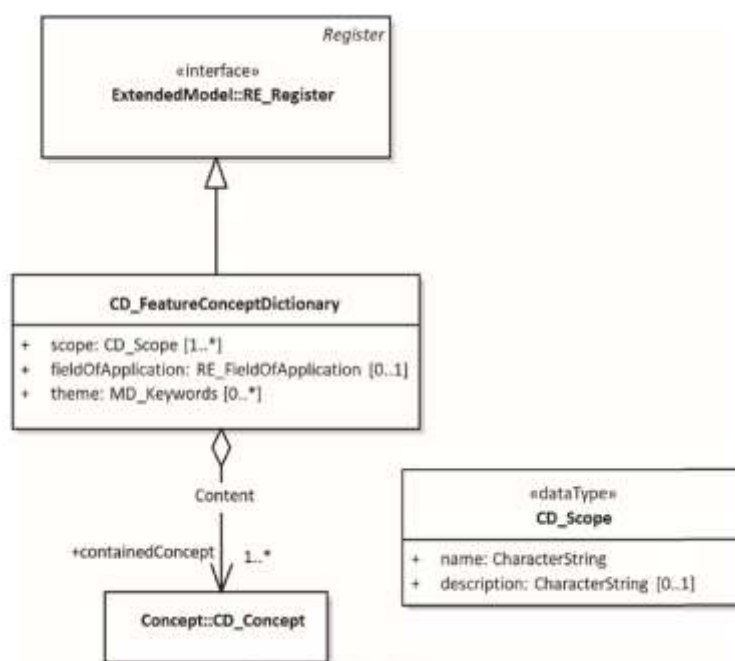 Register
«interface»
ExtendedModel::RE_Register
CD_FeatureConceptDictionary
+ scope: CD_Scope [1..*]
+ fieldOfApplication: RE_FieldOfApplication [0..1]
+ theme: MD_Keywords [0..*]
Content
+containedConcept 1..*
Concept::CD_Concept
«dataType»
CD_Scope
+ name: CharacterString
+ description: CharacterString [0..1]